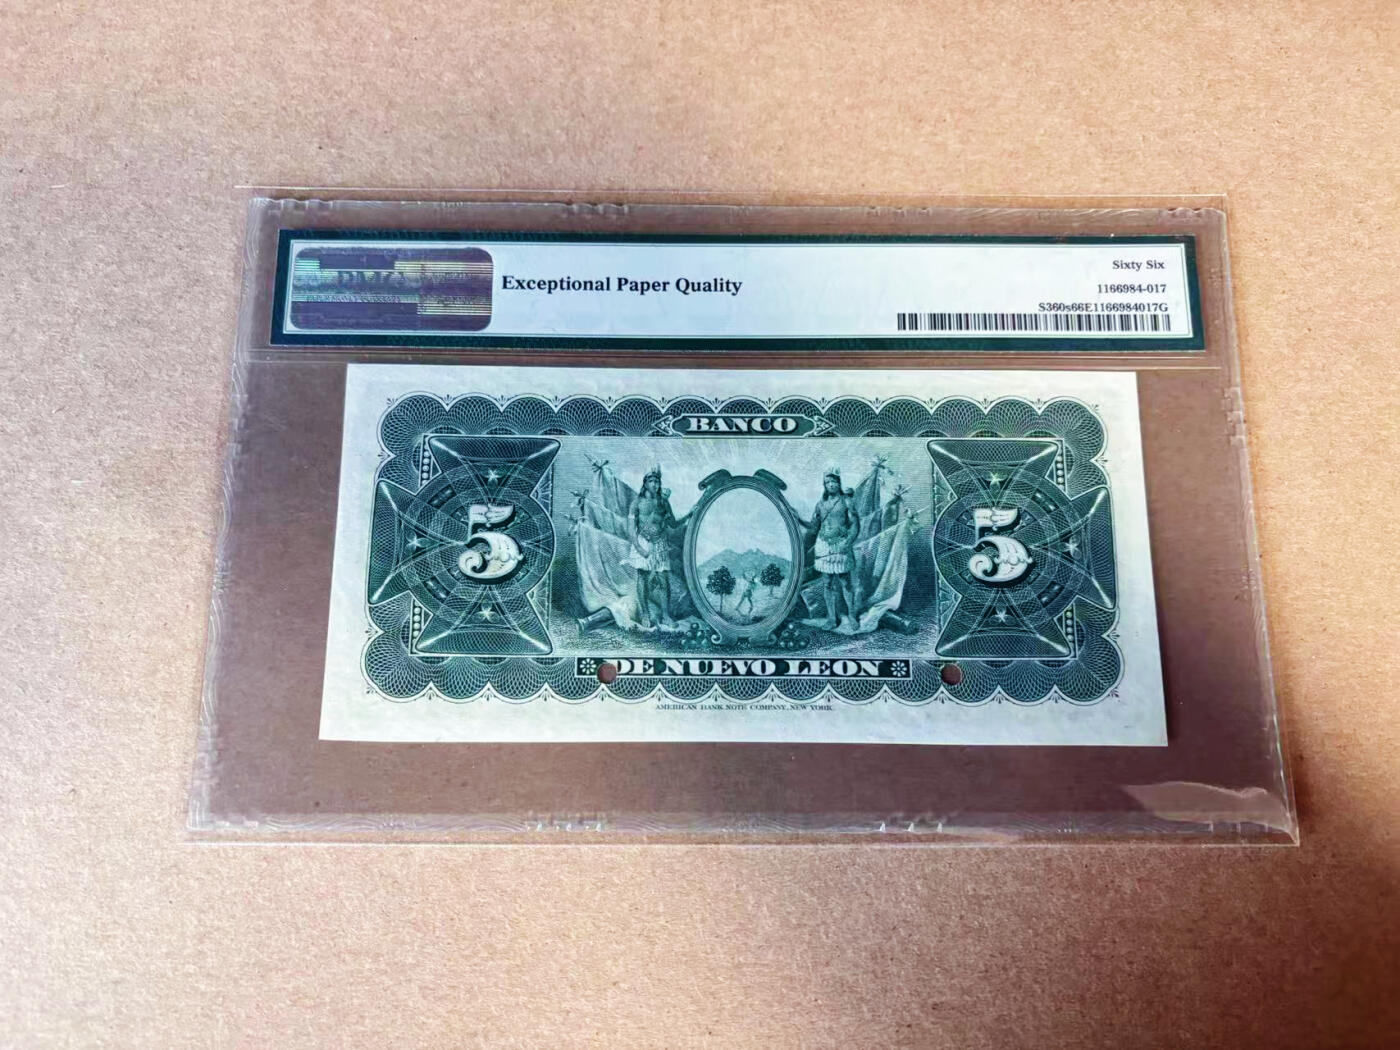 PMG
Exceptional Paper Quality
Sixty Six
1166984-017
S360s66E1166984017G
BANCO
5
5
DE NUEVO LEON
AMERICAN BANK NOTE COMPANY, NEW YORK.